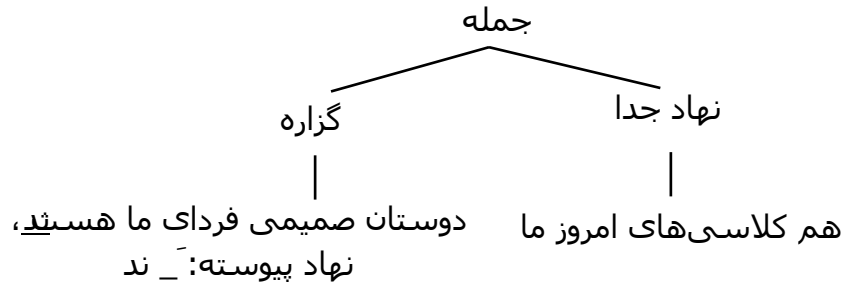 جمله
نهاد جدا
گزاره
هم کلاسی‌های امروز ما
دوستان صمیمی فردای ما هستند،
نهاد پیوسته: َ_ ند